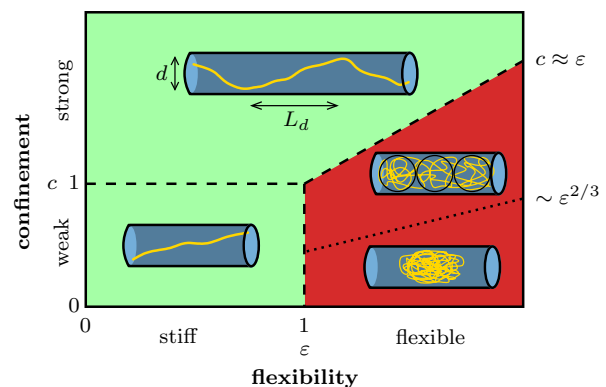 d
L_d
c ≈ ε
strong
confinement
c 1
weak
∼ ε^{2/3}
0
0 1
stiff ε flexible
flexibility